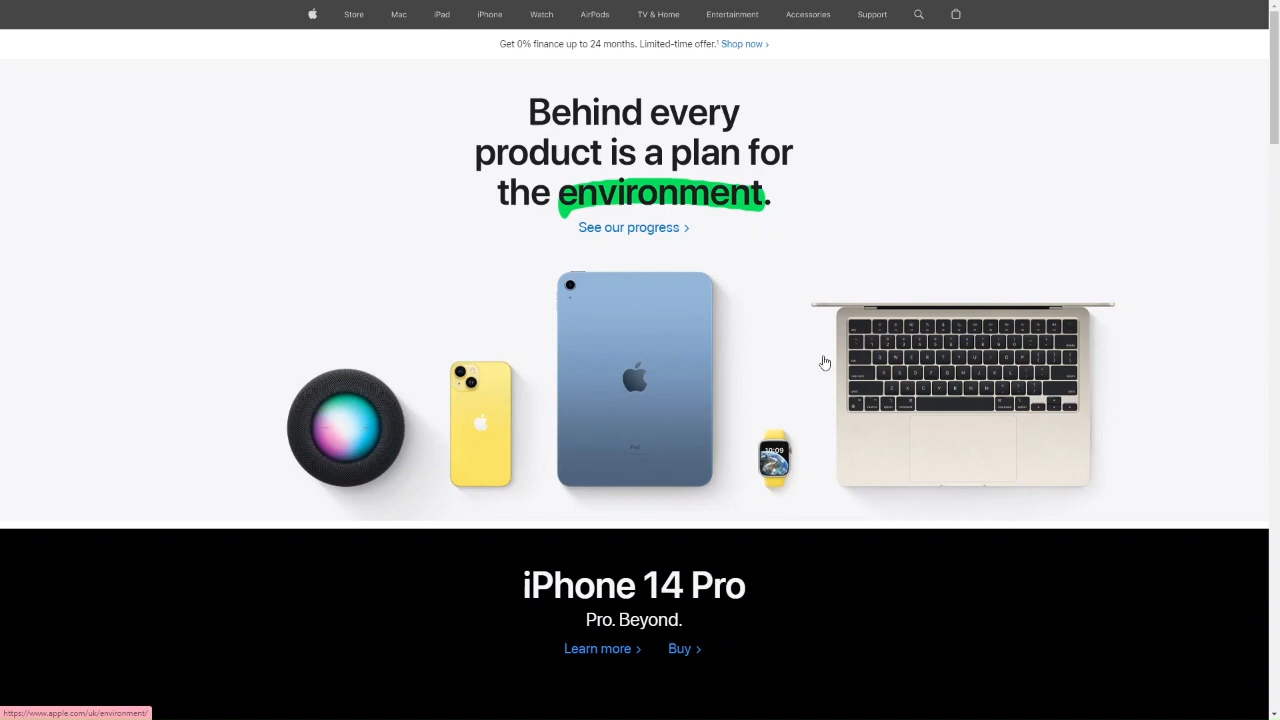 Store Mac iPad iPhone Watch AirPods TV & Home Entertainment Accessories Support
Get 0% finance up to 24 months. Limited-time offer.¹ Shop now >
Behind every
product is a plan for
the environment.
See our progress >
10:09
iPhone 14 Pro
Pro. Beyond.
Learn more > Buy >
https://www.apple.com/uk/environment/